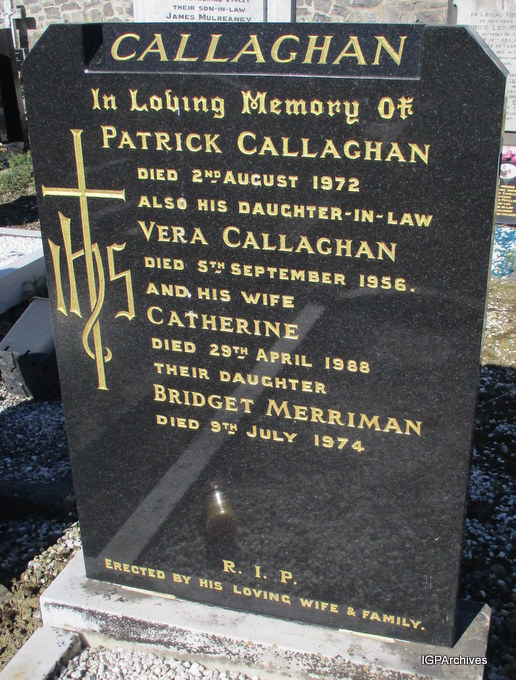 THEIR SON-IN-LAW
JAMES MULREANEY
CALLAGHAN
In Loving Memory Of
PATRICK CALLAGHAN
DIED 2ND AUGUST 1972
ALSO HIS DAUGHTER-IN-LAW
VERA CALLAGHAN
DIED 5TH SEPTEMBER 1956.
AND HIS WIFE
CATHERINE
DIED 29TH APRIL 1988
THEIR DAUGHTER
BRIDGET MERRIMAN
DIED 9TH JULY 1974
IHS
R. I. P.
ERECTED BY HIS LOVING WIFE & FAMILY.
IGPArchives